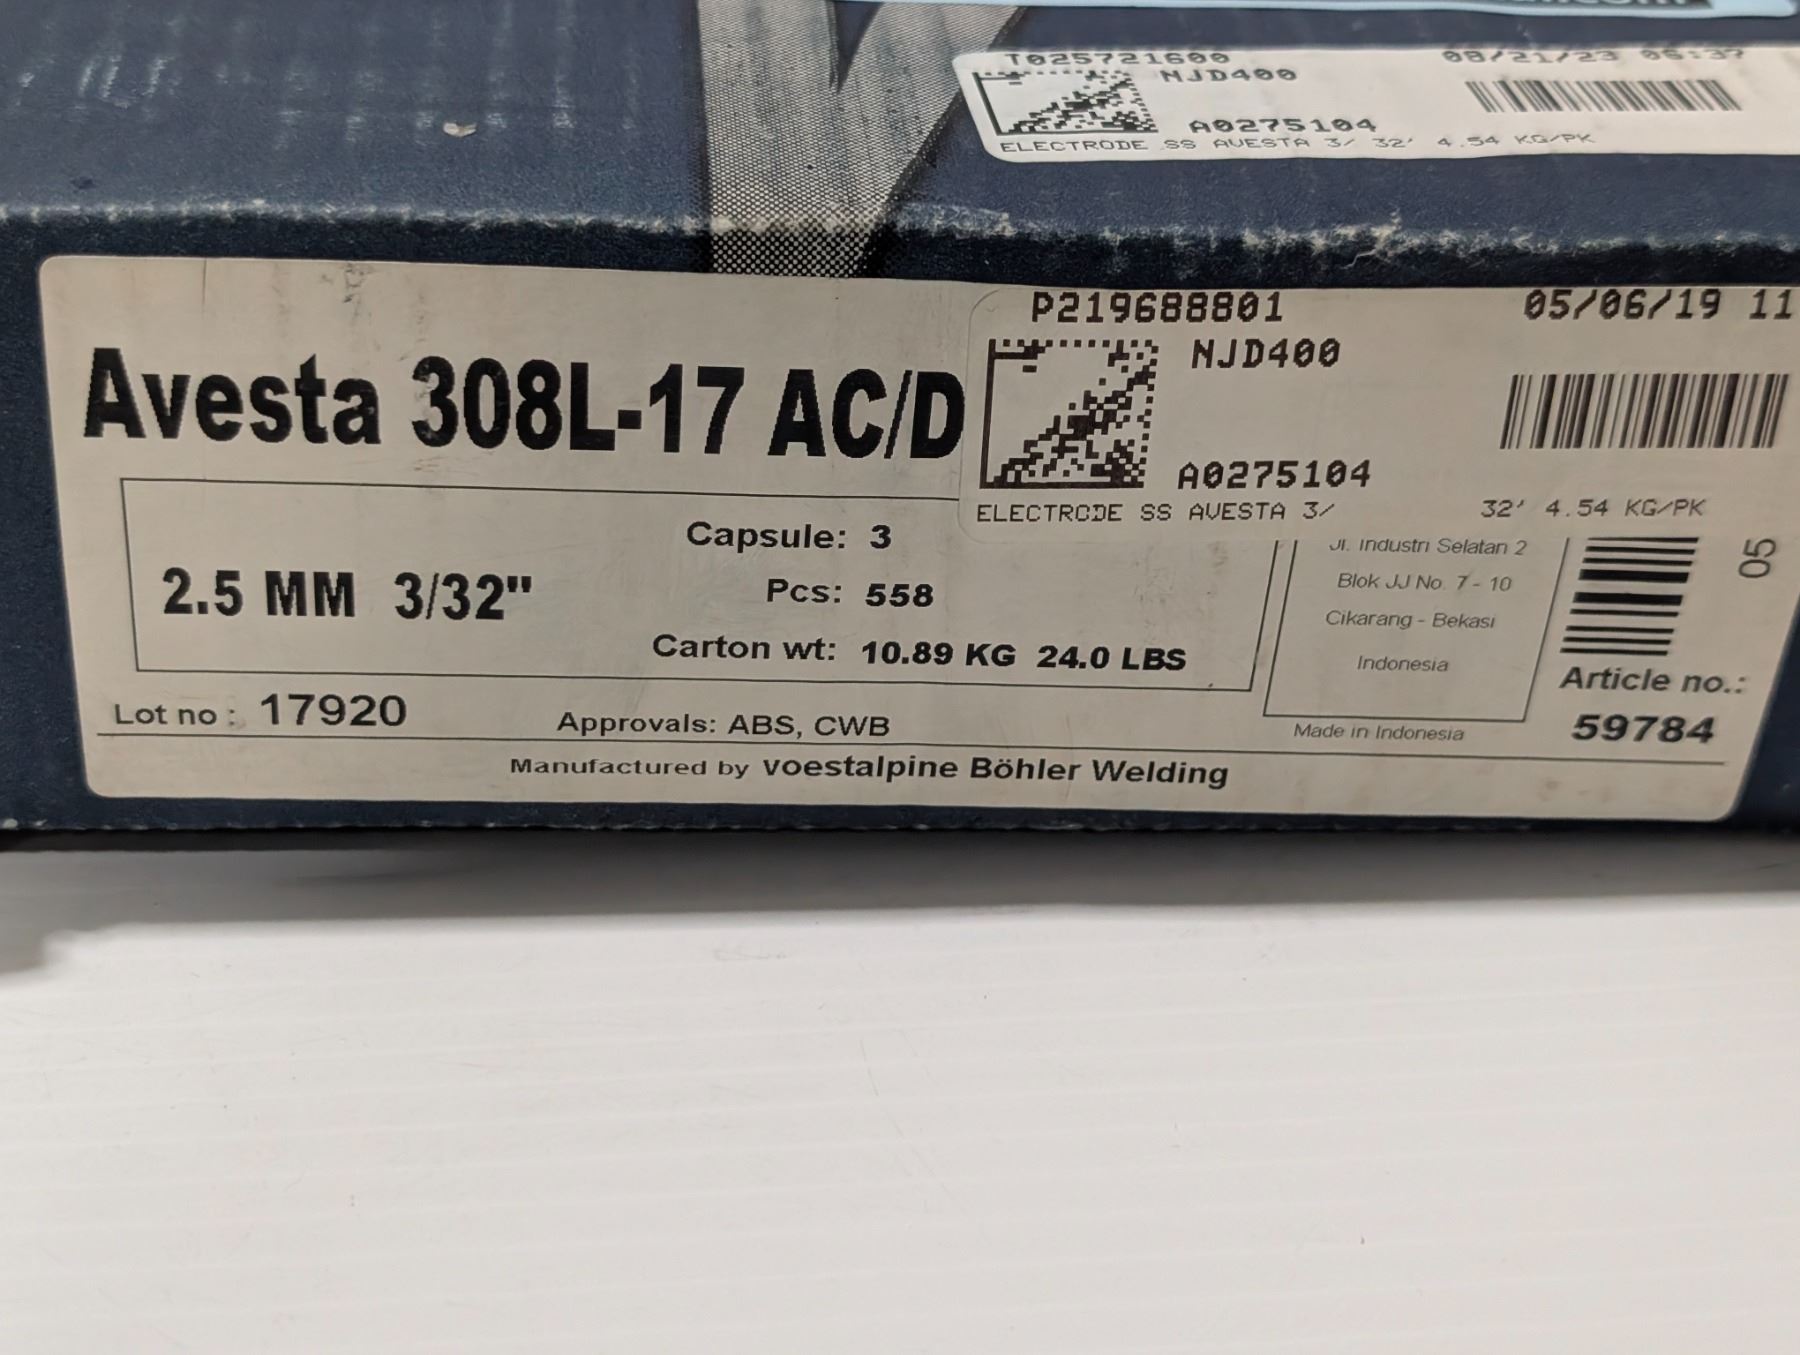 T025721600 08/21/23 06:37
NJD400
A0275104
ELECTRODE SS AVESTA 3/ 32' 4.54 KG/PK
P219688801 05/06/19 11
NJD400
A0275104
ELECTRODE SS AVESTA 3/ 32' 4.54 KG/PK
Avesta 308L-17 AC/D
Capsule: 3
2.5 MM 3/32"
Pcs: 558
Carton wt: 10.89 KG 24.0 LBS
Jl. Industri Selatan 2
Blok JJ No. 7 - 10
Cikarang - Bekasi
Indonesia
Made in Indonesia
05
Article no.:
59784
Lot no : 17920
Approvals: ABS, CWB
Manufactured by voestalpine Böhler Welding